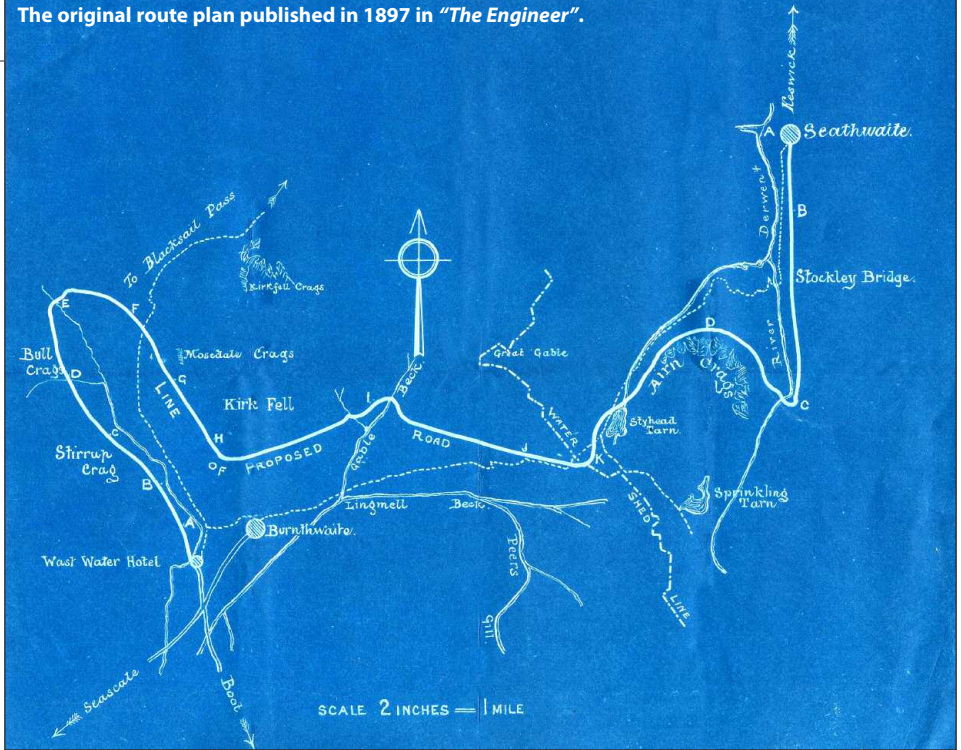 The original route plan published in 1897 in "The Engineer".
Keswick
A
Seathwaite.
Derwent
B
To Blacksail Pass
Kirkfell Crags.
Stockley Bridge.
E
F
River
D
Bull
Crags
D
Mosedale Crags
Great Gable
Airn Crags
G
LINE
Beck.
Kirk Fell
I
C
WATER
Styhead
Tarn.
C
H
OF PROPOSED
ROAD
Gable
J
K
Stirrup
Crag
B
SHED
Sprinkling
Tarn.
Lingmell Beck.
A
Burnthwaite.
Wast Water Hotel
Peers
Gill.
LINE
Seascale
Boot
SCALE 2 INCHES = 1 MILE